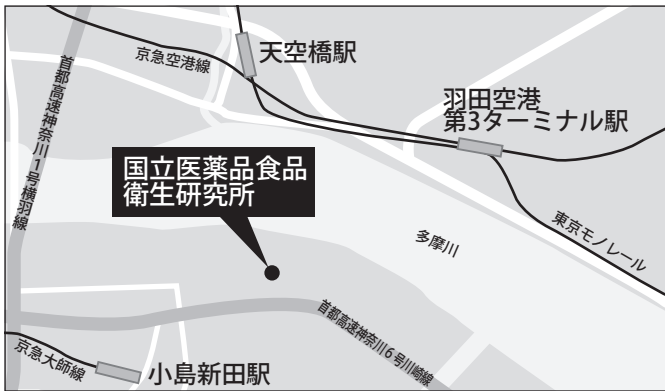 天空橋駅
京急空港線
首都高速神奈川1号横羽線
羽田空港
第3ターミナル駅
国立医薬品食品
衛生研究所
多摩川
東京モノレール
首都高速神奈川6号川崎線
京急大師線
小島新田駅